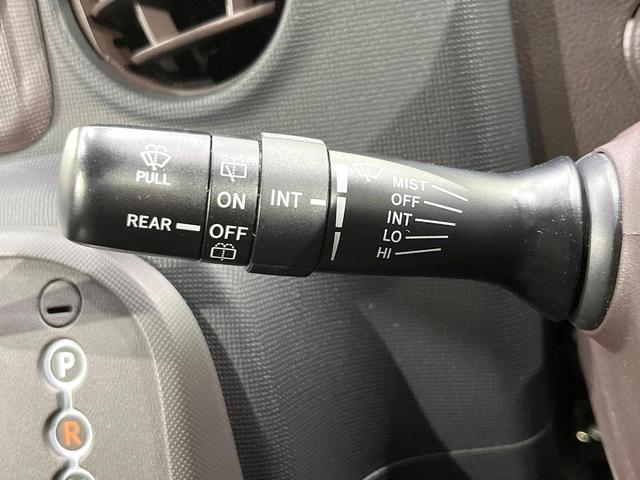 PULL
REAR
ON
OFF
INT
MIST
OFF
INT
LO
HI
P
R